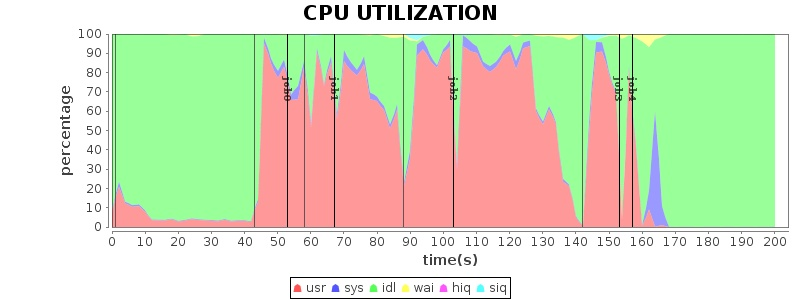 CPU UTILIZATION
percentage
100
90
80
70
60
50
40
30
20
10
0
job0
job1
job2
job3
job4
0 10 20 30 40 50 60 70 80 90 100 110 120 130 140 150 160 170 180 190 200
time(s)
usr sys idl wai hiq siq